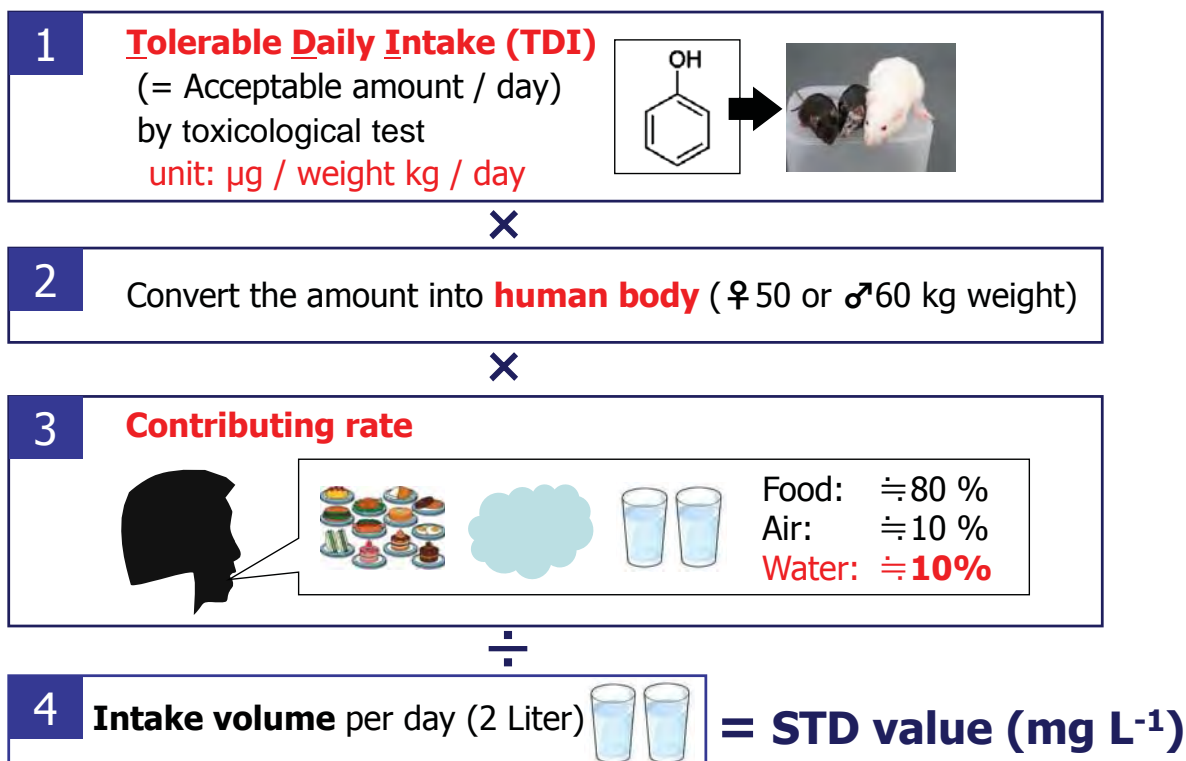 1
Tolerable Daily Intake (TDI)
(= Acceptable amount / day)
by toxicological test
unit: µg / weight kg / day
OH
×
2
Convert the amount into human body (♀50 or ♂60 kg weight)
×
3
Contributing rate
Food: ≒80 %
Air: ≒10 %
Water: ≒10%
÷
4
Intake volume per day (2 Liter)
= STD value (mg L-1)